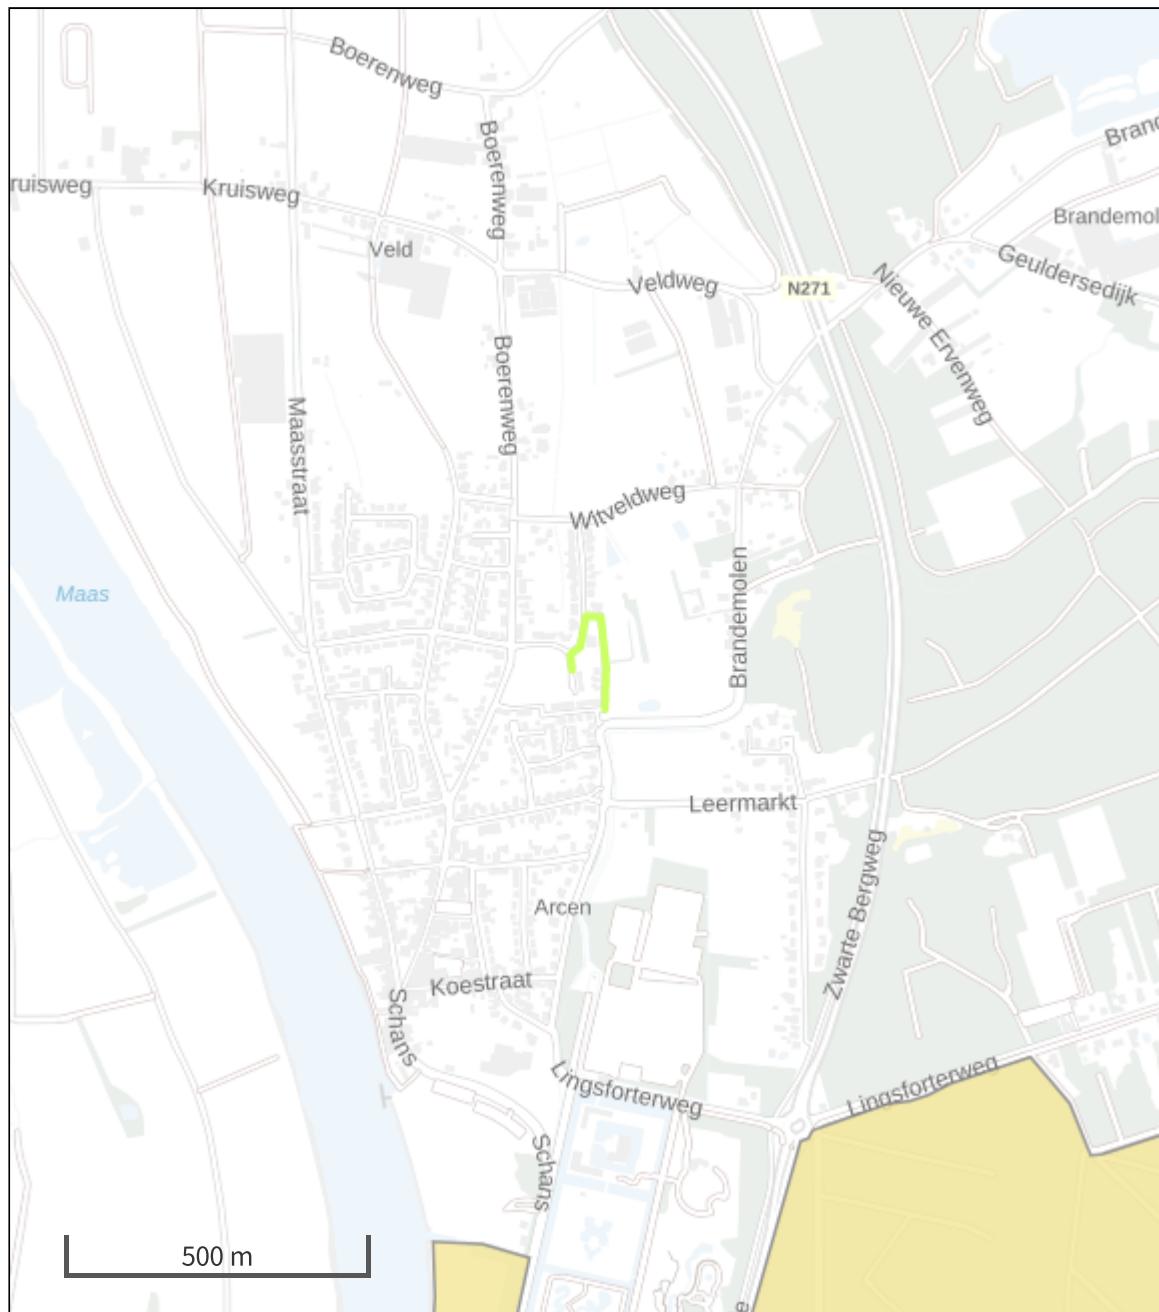 Boerenweg
Brand
Boerenweg
ruisweg
Kruisweg
Brandemol
Veld
Geuldersedijk
Veldweg
N271
Nieuwe Ervenweg
Boerenweg
Maasstraat
Witveldweg
Maas
Brandemolen
Leermarkt
Zwarte Bergweg
Arcen
Koestraat
Schans
Lingsforterweg
Lingsforterweg
Schans
500 m
e